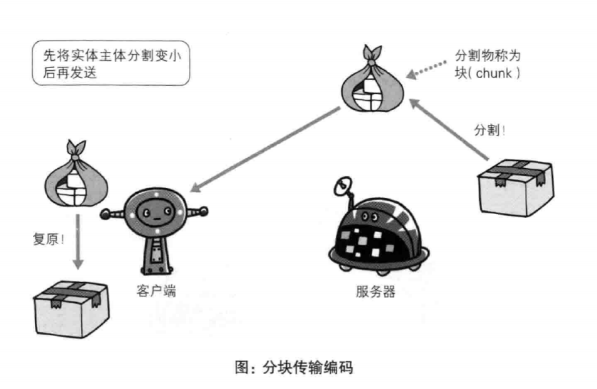 先将实体主体分割变小
后再发送
分割物称为
块( chunk )
分割!
复原!
客户端
服务器
图: 分块传输编码